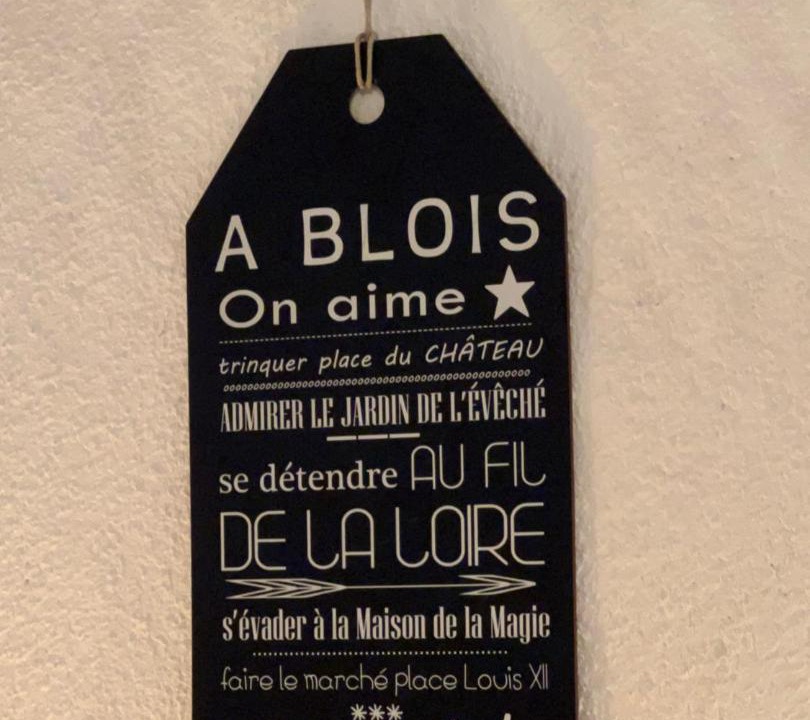 A BLOIS
On aime
trinquer place du CHÂTEAU
ADMIRER LE JARDIN DE L'ÉVÊCHÉ
se détendre AU FIL
DE LA LOIRE
s'évader à la Maison de la Magie
faire le marché place Louis XII